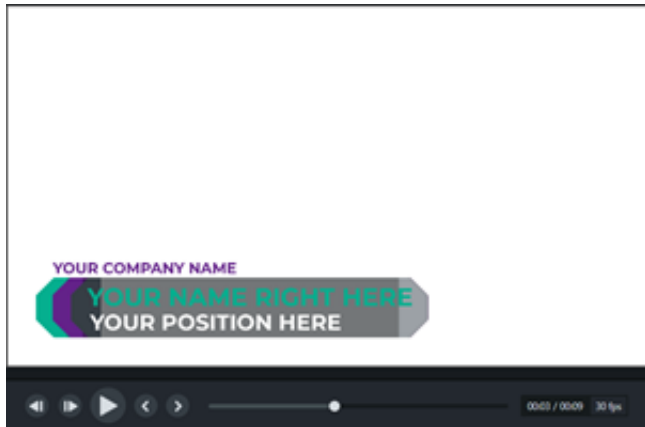 YOUR COMPANY NAME
YOUR NAME RIGHT HERE
YOUR POSITION HERE
00:03 / 00:09 30 fps